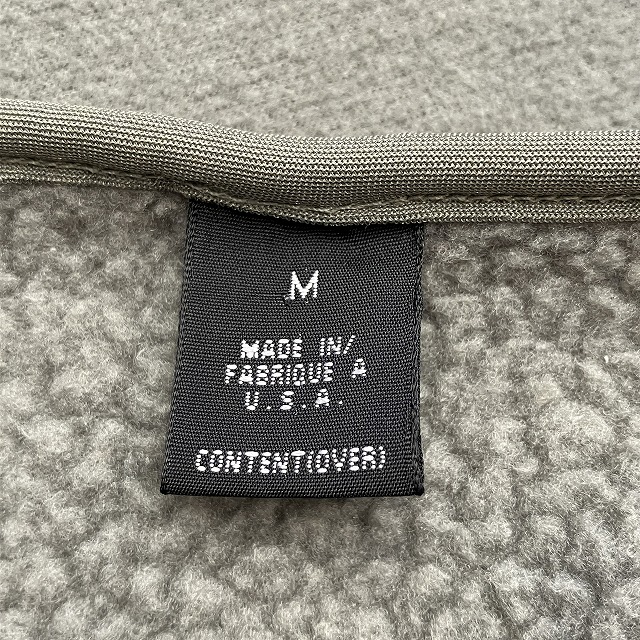 M
MADE IN/
FABRIQUE A
U.S.A.
CONTENT(OVER)